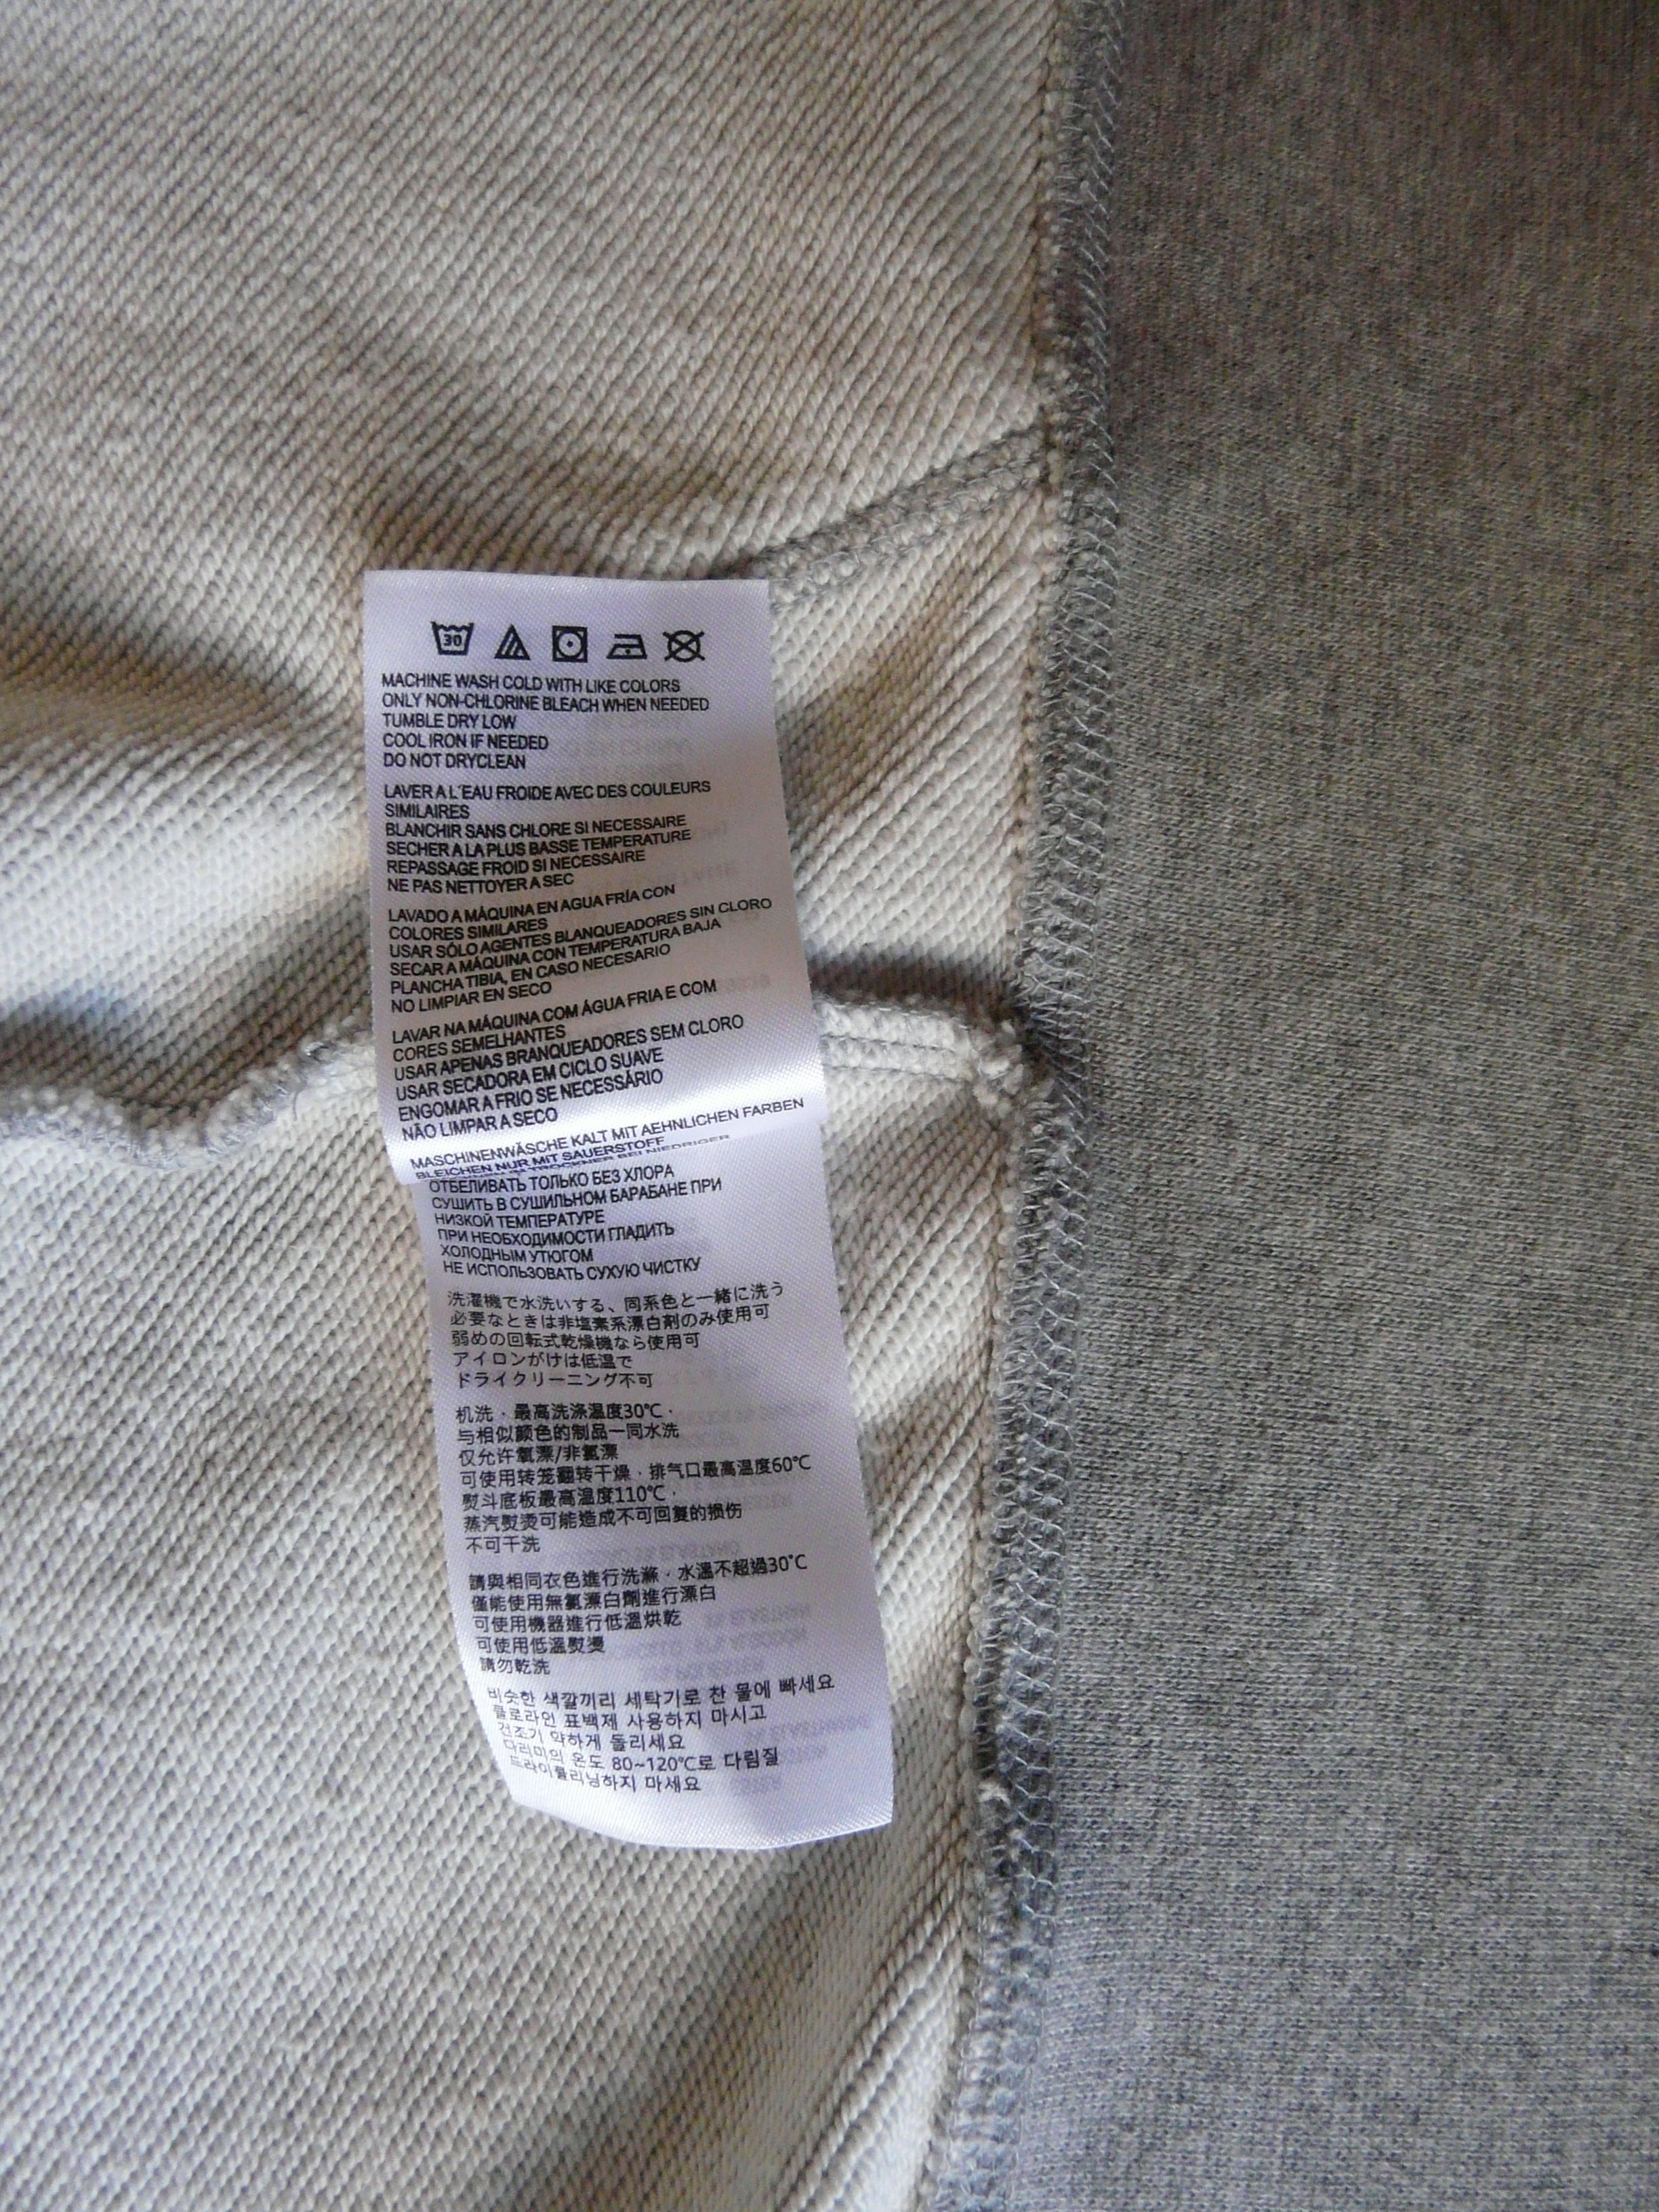 30
MACHINE WASH COLD WITH LIKE COLORS
ONLY NON-CHLORINE BLEACH WHEN NEEDED
TUMBLE DRY LOW
COOL IRON IF NEEDED
DO NOT DRYCLEAN
LAVER A L'EAU FROIDE AVEC DES COULEURS
SIMILAIRES
BLANCHIR SANS CHLORE SI NECESSAIRE
SECHER A LA PLUS BASSE TEMPERATURE
REPASSAGE FROID SI NECESSAIRE
NE PAS NETTOYER A SEC
LAVADO A MÁQUINA EN AGUA FRÍA CON
COLORES SIMILARES
USAR SÓLO AGENTES BLANQUEADORES SIN CLORO
SECAR A MÁQUINA CON TEMPERATURA BAJA
PLANCHA TIBIA, EN CASO NECESARIO
NO LIMPIAR EN SECO
LAVAR NA MÁQUINA COM ÁGUA FRIA E COM
CORES SEMELHANTES
USAR APENAS BRANQUEADORES SEM CLORO
USAR SECADORA EM CICLO SUAVE
ENGOMAR A FRIO SE NECESSÁRIO
NÃO LIMPAR A SECO
MASCHINENWÄSCHE KALT MIT AEHNLICHEN FARBEN
BLEICHEN NUR MIT SAUERSTOFF
IM TROCKNER BEI NIEDRIGER
ОТБЕЛИВАТЬ ТОЛЬКО БЕЗ ХЛОРА
СУШИТЬ В СУШИЛЬНОМ БАРАБАНЕ ПРИ
НИЗКОЙ ТЕМПЕРАТУРЕ
ПРИ НЕОБХОДИМОСТИ ГЛАДИТЬ
ХОЛОДНЫМ УТЮГОМ
НЕ ИСПОЛЬЗОВАТЬ СУХУЮ ЧИСТКУ
洗濯機で水洗いする、同系色と一緒に洗う
必要なときは非塩素系漂白剤のみ使用可
弱めの回転式乾燥機なら使用可
アイロンがけは低温で
ドライクリーニング不可
机洗·最高洗涤温度30℃·
与相似颜色的制品一同水洗
仅允许氧漂/非氯漂
可使用转笼翻转干燥·排气口最高温度60℃
熨斗底板最高温度110℃·
蒸汽熨烫可能造成不可回复的损伤
不可干洗
請與相同衣色進行洗滌·水溫不超過30℃
僅能使用無氯漂白劑進行漂白
可使用機器進行低溫烘乾
可使用低溫熨燙
請勿乾洗
비슷한 색깔끼리 세탁기로 찬 물에 빠세요
클로라인 표백제 사용하지 마시고
건조기 약하게 돌리세요
다리미의 온도 80~120℃로 다림질
드라이클리닝하지 마세요